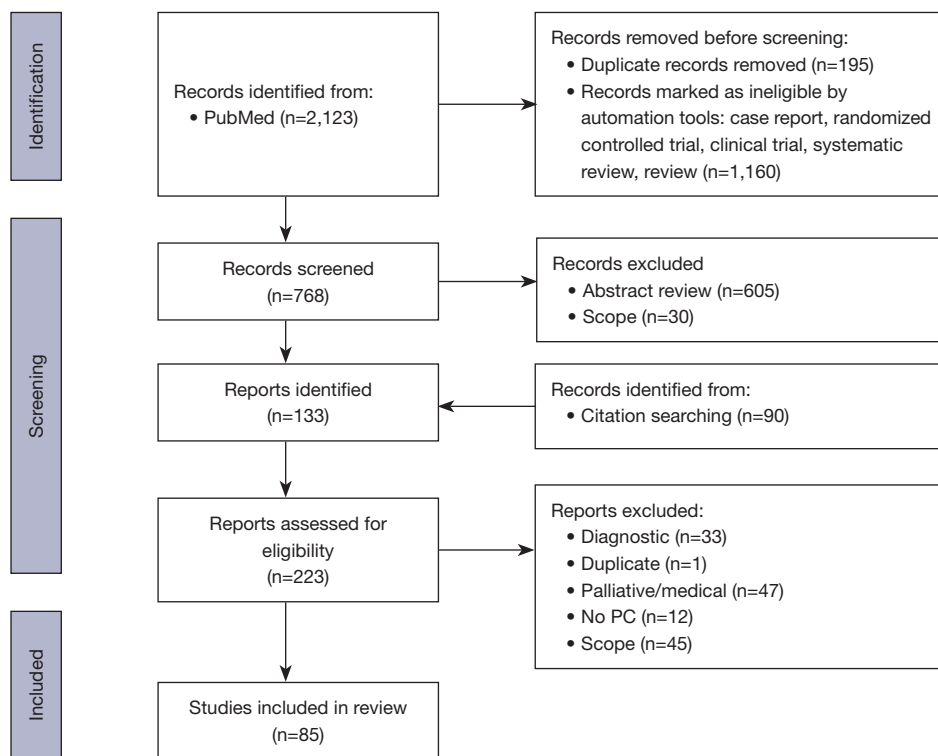 Identification
Records identified from:
• PubMed (n=2,123)
Records removed before screening:
• Duplicate records removed (n=195)
• Records marked as ineligible by
automation tools: case report, randomized
controlled trial, clinical trial, systematic
review, review (n=1,160)
Screening
Records screened
(n=768)
Records excluded
• Abstract review (n=605)
• Scope (n=30)
Reports identified
(n=133)
Records identified from:
• Citation searching (n=90)
Reports assessed for
eligibility
(n=223)
Reports excluded:
• Diagnostic (n=33)
• Duplicate (n=1)
• Palliative/medical (n=47)
• No PC (n=12)
• Scope (n=45)
Included
Studies included in review
(n=85)